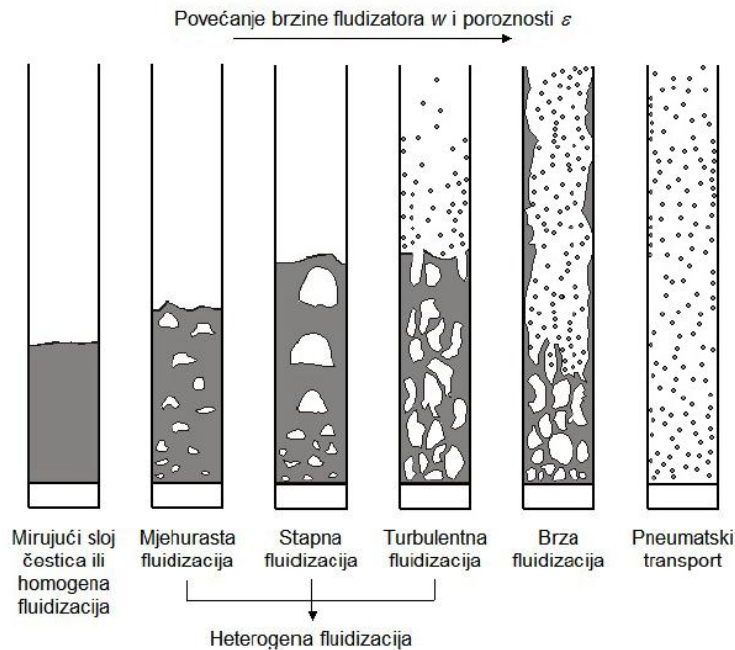 Povećanje brzine fludizatora w i poroznosti ε
Mirujući sloj
čestica ili
homogena
fluidizacija
Mjehurasta
fluidizacija
Stapna
fluidizacija
Turbulentna
fluidizacija
Brza
fluidizacija
Pneumatski
transport
Heterogena fluidizacija